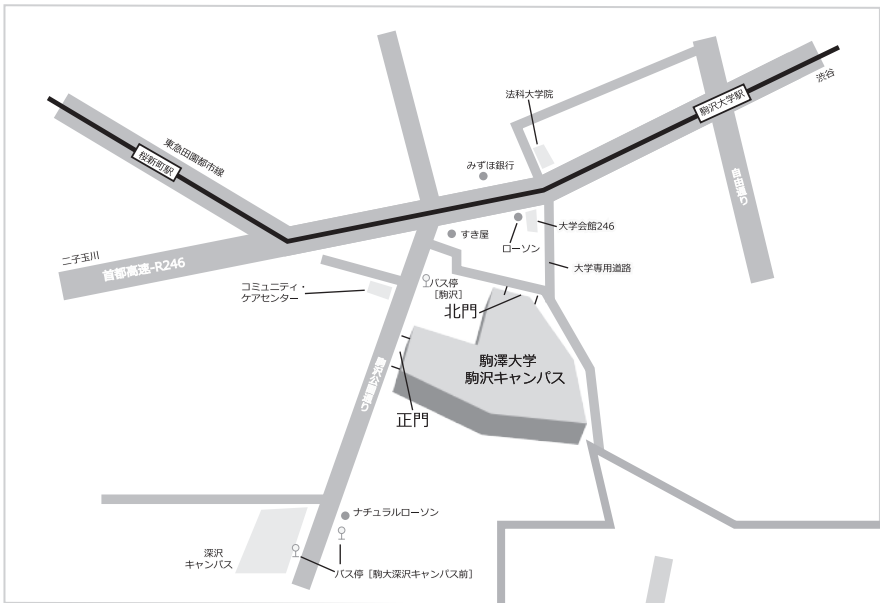 法科大学院
渋谷
駒沢大学駅
東急田園都市線
桜新町駅
みずほ銀行
自由通り
大学会館246
すき屋
ローソン
二子玉川
首都高速-R246
大学専用道路
コミュニティ・
ケアセンター
バス停
［駒沢］
北門
駒澤大学
駒沢キャンパス
駒沢公園通り
正門
ナチュラルローソン
深沢
キャンパス
バス停［駒大深沢キャンパス前］